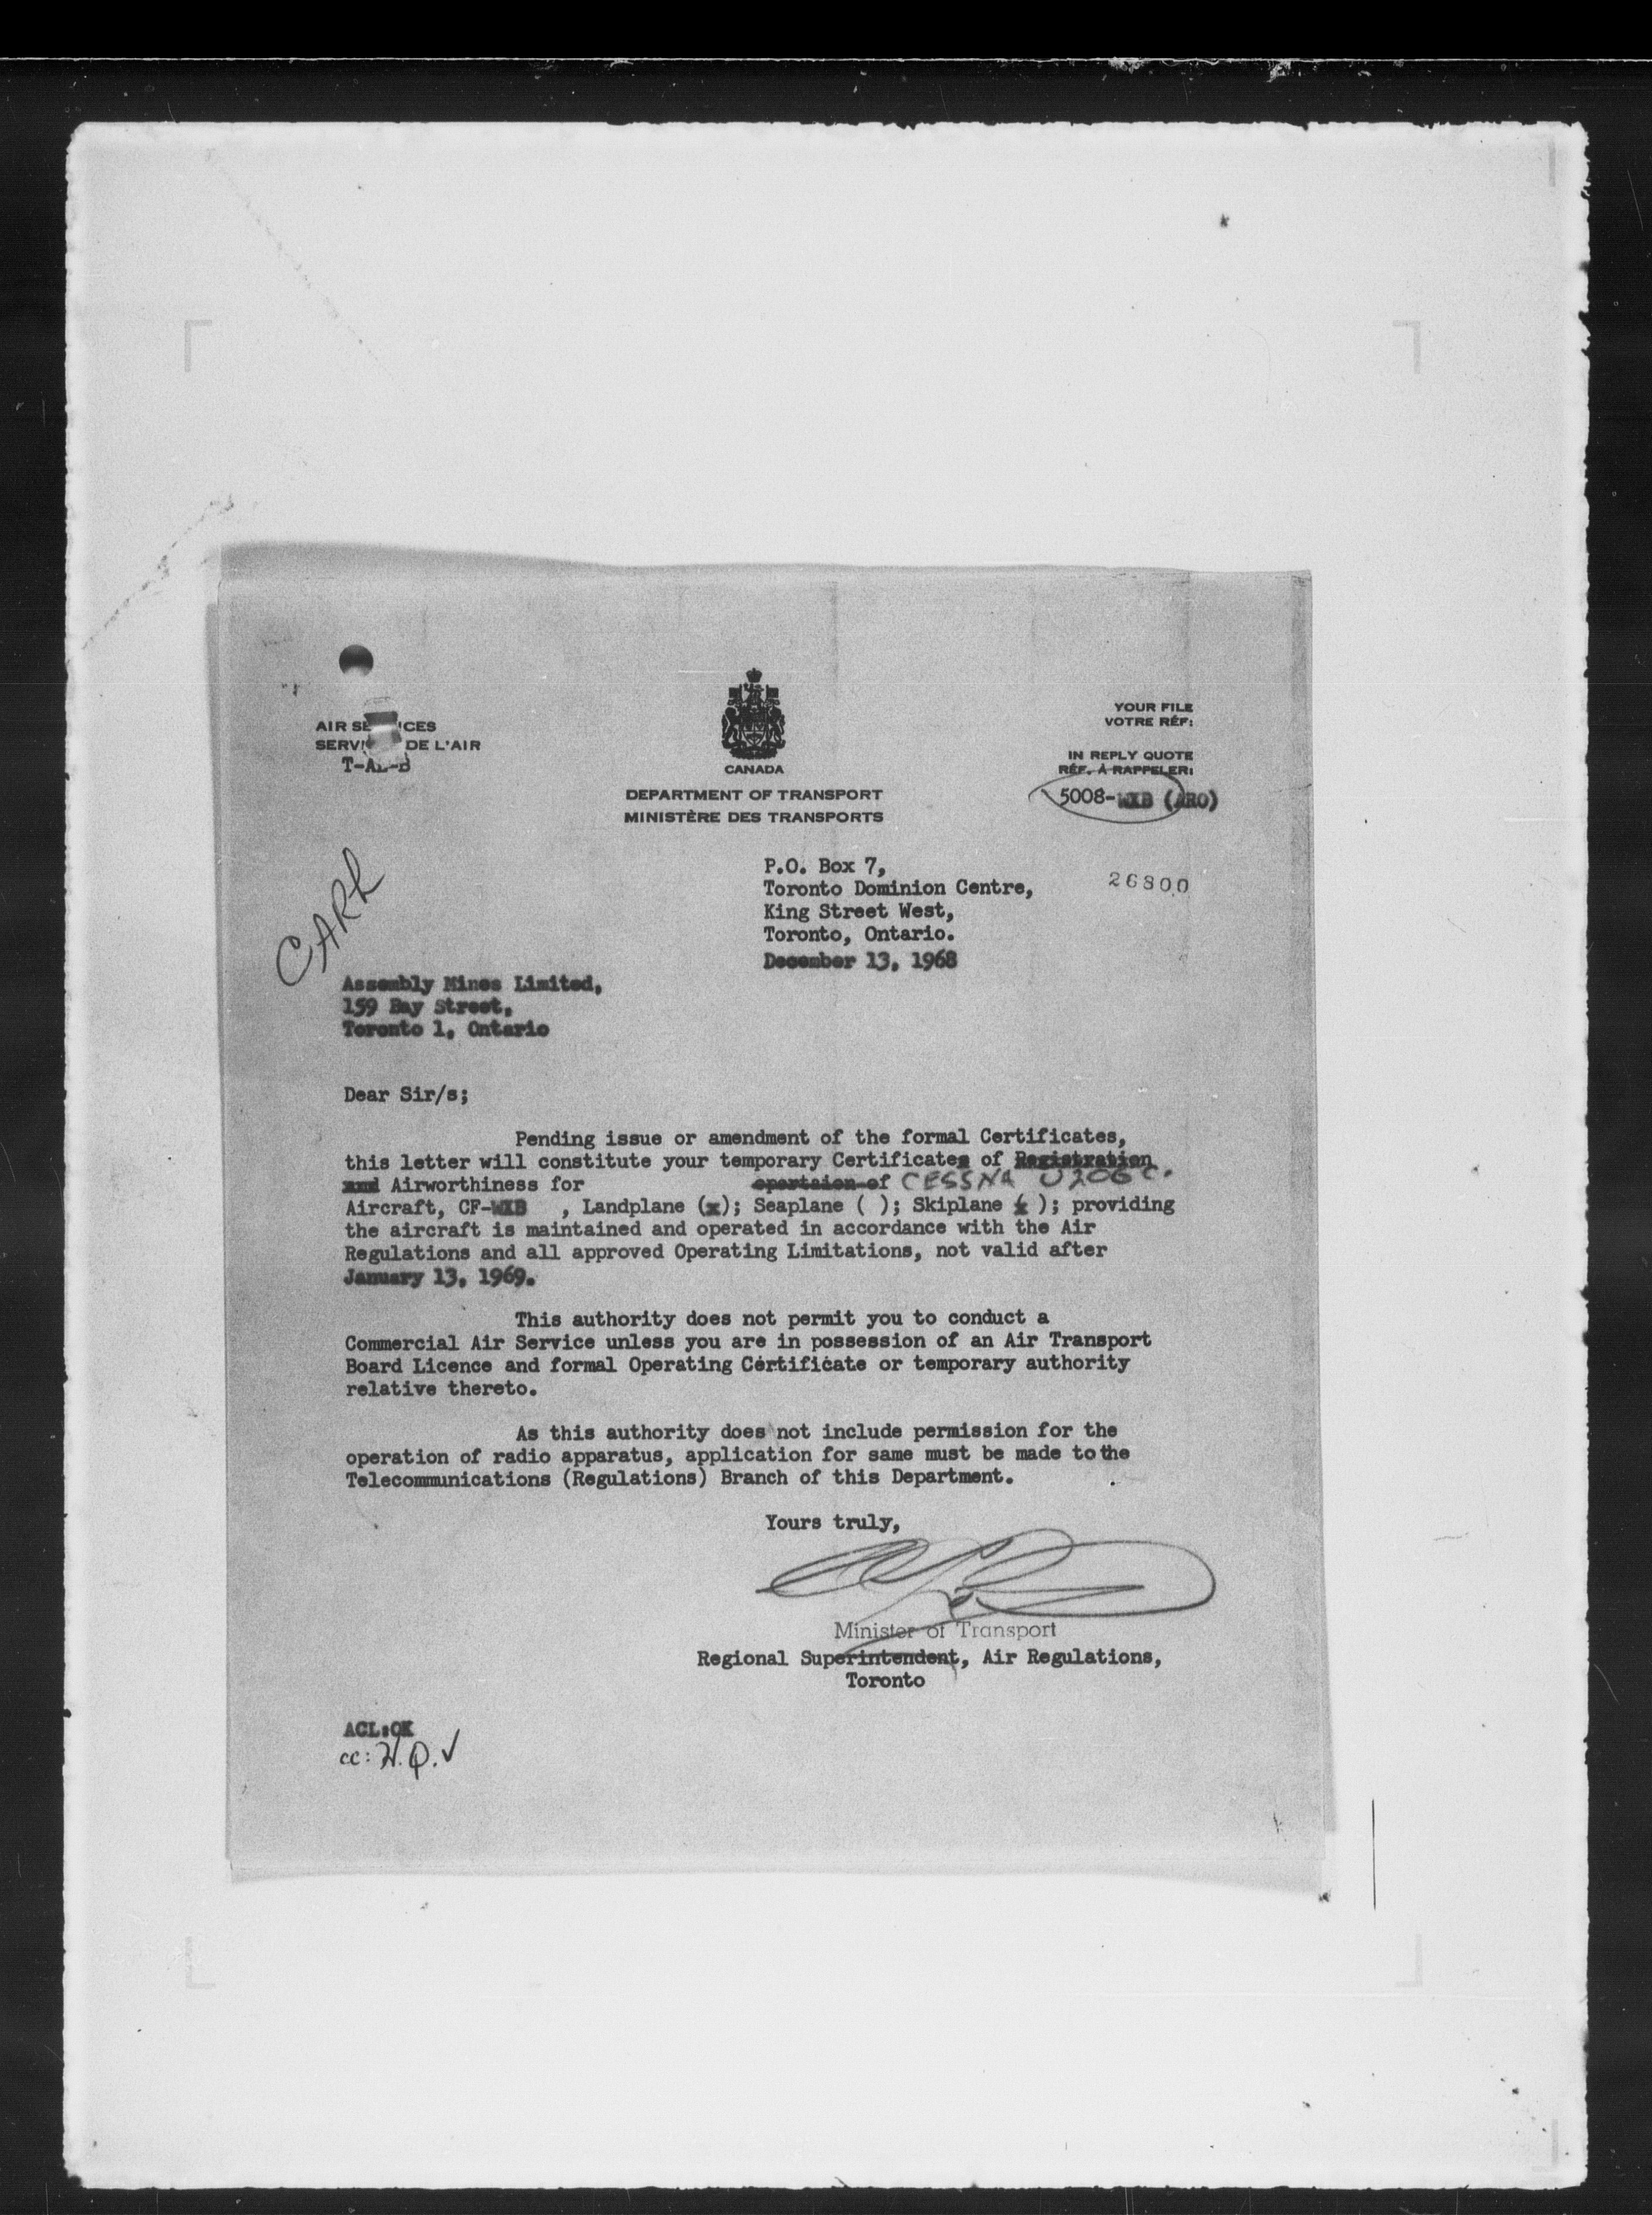 AIR SE ICES
SERVI DE L'AIR
T-A -B
CANADA
DEPARTMENT OF TRANSPORT
MINISTÈRE DES TRANSPORTS
YOUR FILE
VOTRE RÉF:
IN REPLY QUOTE
RÉF. À RAPPELER:
5008-WXB (ARO)
P.O. Box 7,
Toronto Dominion Centre,
King Street West,
Toronto, Ontario.
December 13, 1968
26800
CARL
Assembly Mines Limited,
159 Bay Street,
Toronto 1, Ontario
Dear Sir/s;
Pending issue or amendment of the formal Certificates,
this letter will constitute your temporary Certificates of Registration
and Airworthiness for opertaion of CESSNA U206C.
Aircraft, CF-WXB , Landplane (x); Seaplane ( ); Skiplane (x ); providing
the aircraft is maintained and operated in accordance with the Air
Regulations and all approved Operating Limitations, not valid after
January 13, 1969.
This authority does not permit you to conduct a
Commercial Air Service unless you are in possession of an Air Transport
Board Licence and formal Operating Certificate or temporary authority
relative thereto.
As this authority does not include permission for the
operation of radio apparatus, application for same must be made to the
Telecommunications (Regulations) Branch of this Department.
Yours truly,
Minister of Transport
Regional Superintendent, Air Regulations,
Toronto
ACL:OK
cc: H.Q. ✓